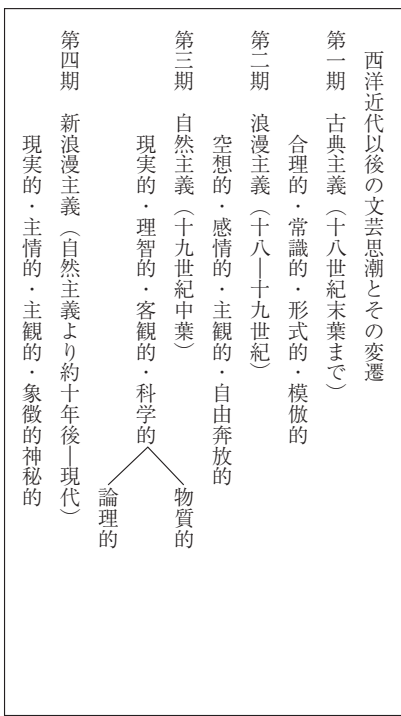 西洋近代以後の文芸思潮とその変遷
第一期　古典主義（十八世紀末葉まで）
合理的・常識的・形式的・模倣的
第二期　浪漫主義（十八―十九世紀）
空想的・感情的・主観的・自由奔放的
第三期　自然主義（十九世紀中葉）
現実的・理智的・客観的・科学的
物質的
論理的
第四期　新浪漫主義（自然主義より約十年後―現代）
現実的・主情的・主観的・象徴的神秘的